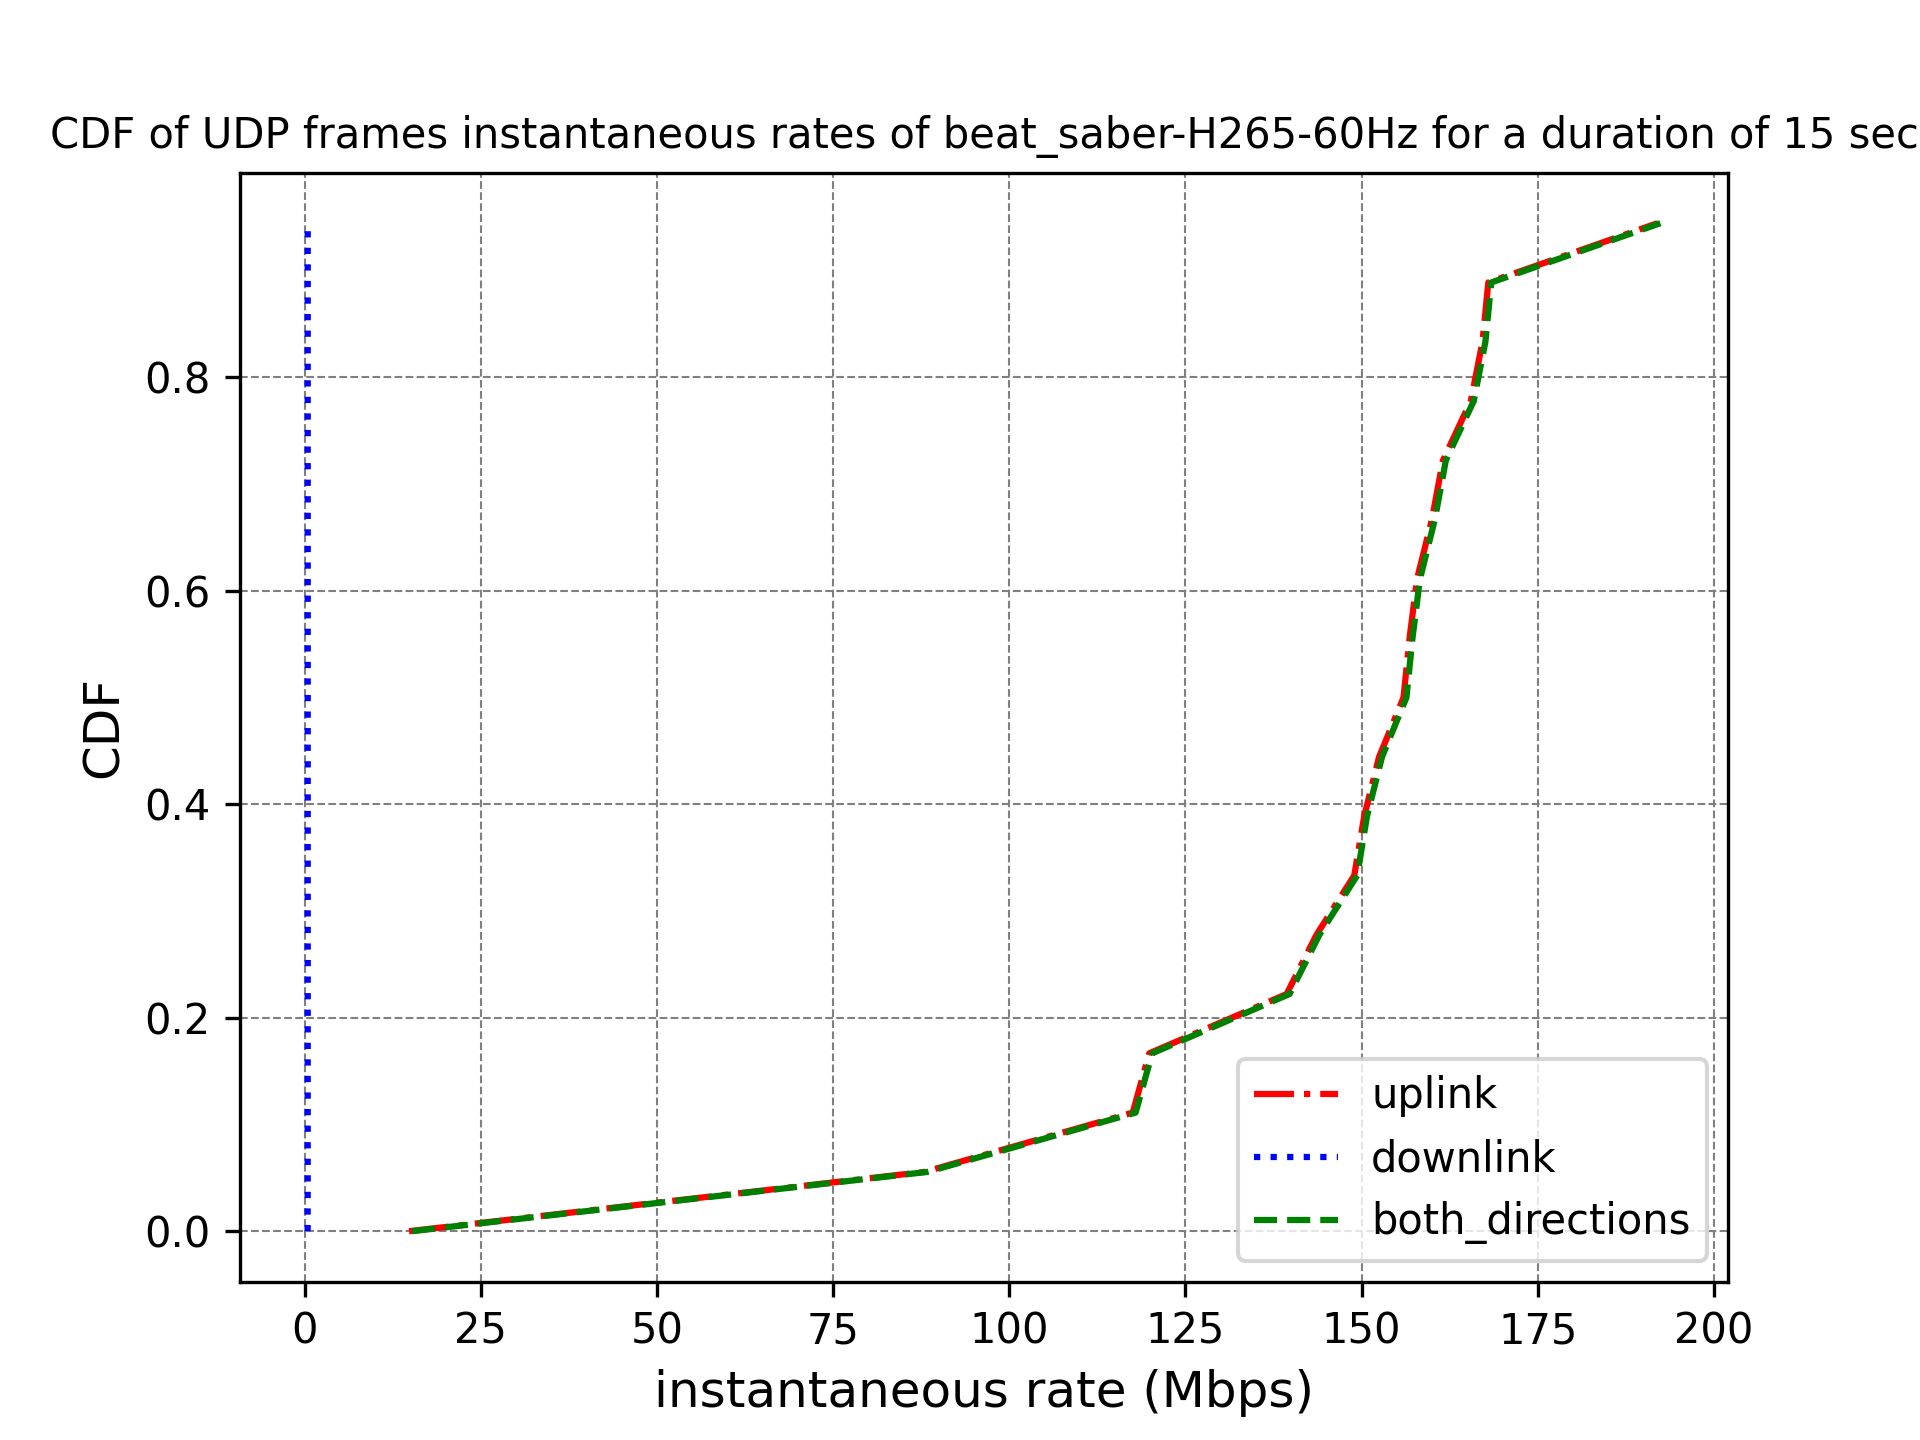 CDF of UDP frames instantaneous rates of beat_saber-H265-60Hz for a duration of 15 sec
CDF
0.8
0.6
0.4
0.2
0.0
uplink
downlink
both_directions
0 25 50 75 100 125 150 175 200
instantaneous rate (Mbps)